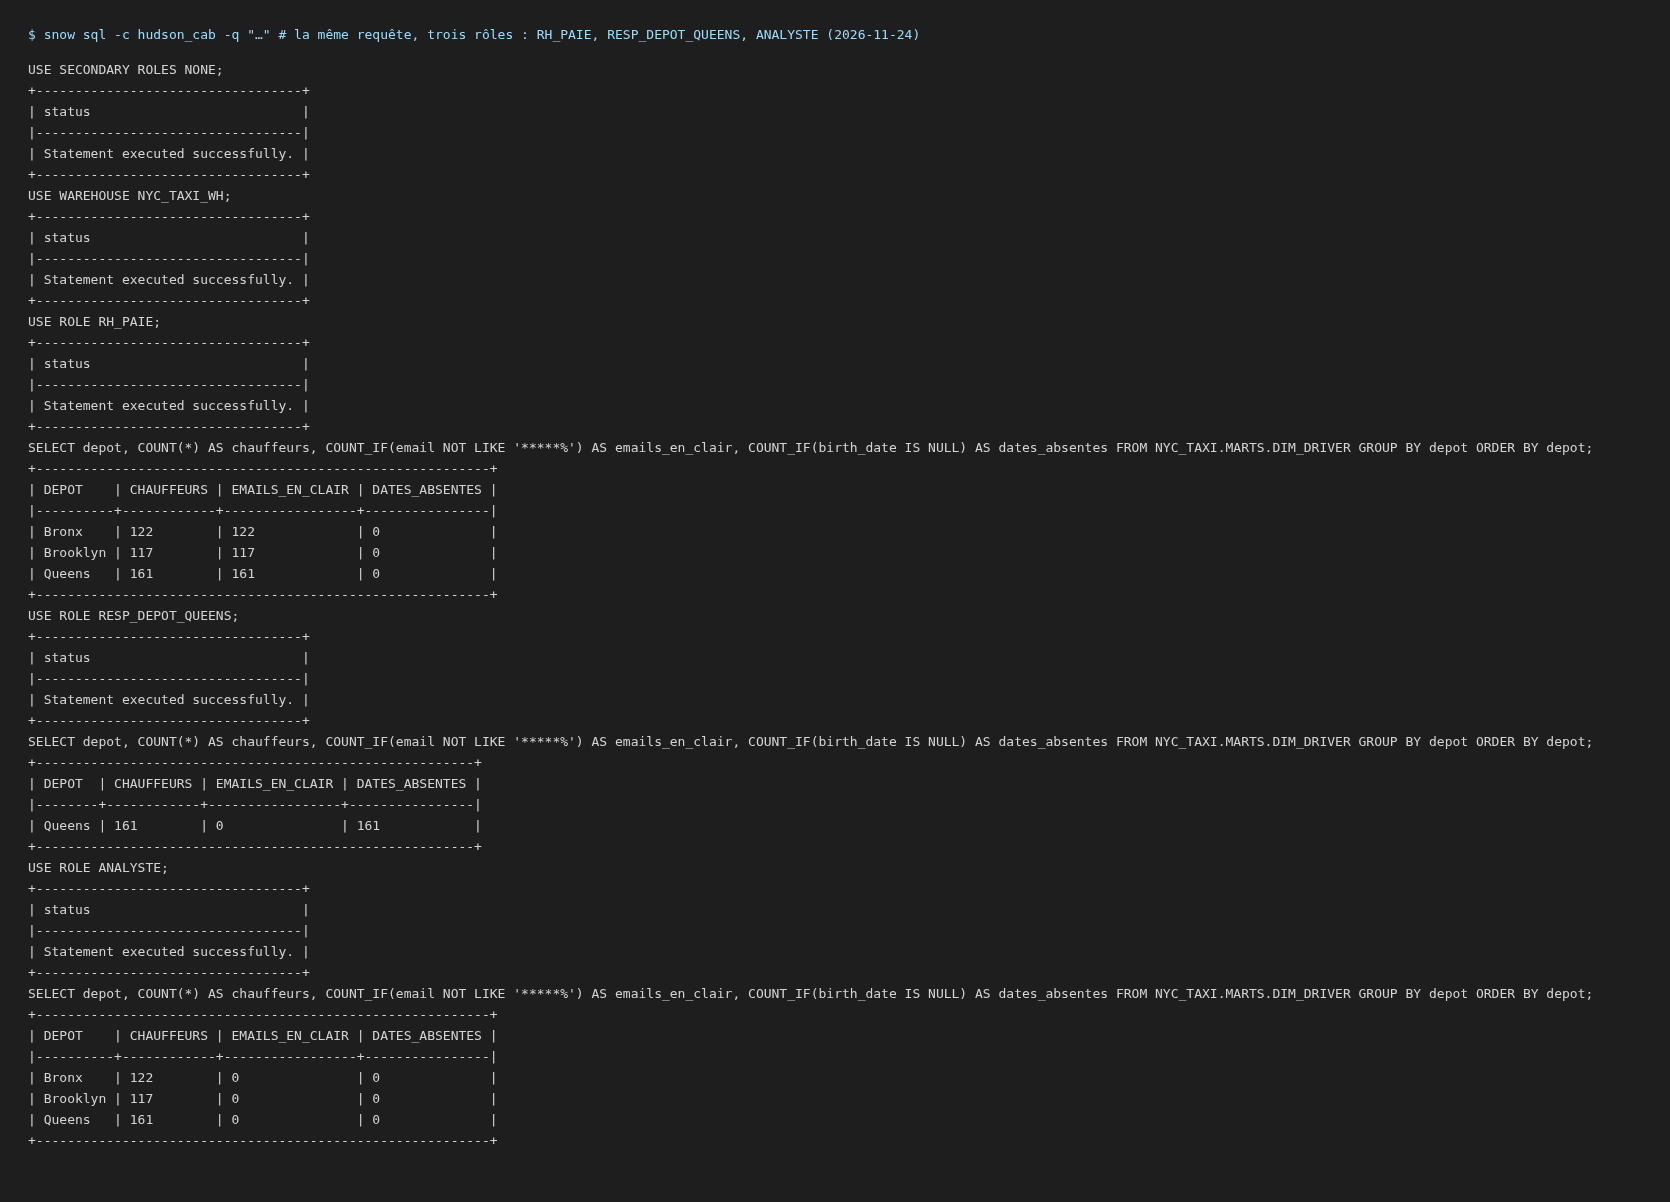 $ snow sql -c hudson_cab -q "…" # la même requête, trois rôles : RH_PAIE, RESP_DEPOT_QUEENS, ANALYSTE (2026-11-24)
USE SECONDARY ROLES NONE;
+----------------------------------+
| status                           |
|----------------------------------|
| Statement executed successfully. |
+----------------------------------+
USE WAREHOUSE NYC_TAXI_WH;
+----------------------------------+
| status                           |
|----------------------------------|
| Statement executed successfully. |
+----------------------------------+
USE ROLE RH_PAIE;
+----------------------------------+
| status                           |
|----------------------------------|
| Statement executed successfully. |
+----------------------------------+
SELECT depot, COUNT(*) AS chauffeurs, COUNT_IF(email NOT LIKE '*****%') AS emails_en_clair, COUNT_IF(birth_date IS NULL) AS dates_absentes FROM NYC_TAXI.MARTS.DIM_DRIVER GROUP BY depot ORDER BY depot;
+----------------------------------------------------------+
| DEPOT    | CHAUFFEURS | EMAILS_EN_CLAIR | DATES_ABSENTES |
|----------+------------+-----------------+----------------|
| Bronx    | 122        | 122             | 0              |
| Brooklyn | 117        | 117             | 0              |
| Queens   | 161        | 161             | 0              |
+----------------------------------------------------------+
USE ROLE RESP_DEPOT_QUEENS;
+----------------------------------+
| status                           |
|----------------------------------|
| Statement executed successfully. |
+----------------------------------+
SELECT depot, COUNT(*) AS chauffeurs, COUNT_IF(email NOT LIKE '*****%') AS emails_en_clair, COUNT_IF(birth_date IS NULL) AS dates_absentes FROM NYC_TAXI.MARTS.DIM_DRIVER GROUP BY depot ORDER BY depot;
+--------------------------------------------------------+
| DEPOT  | CHAUFFEURS | EMAILS_EN_CLAIR | DATES_ABSENTES |
|--------+------------+-----------------+----------------|
| Queens | 161        | 0               | 161            |
+--------------------------------------------------------+
USE ROLE ANALYSTE;
+----------------------------------+
| status                           |
|----------------------------------|
| Statement executed successfully. |
+----------------------------------+
SELECT depot, COUNT(*) AS chauffeurs, COUNT_IF(email NOT LIKE '*****%') AS emails_en_clair, COUNT_IF(birth_date IS NULL) AS dates_absentes FROM NYC_TAXI.MARTS.DIM_DRIVER GROUP BY depot ORDER BY depot;
+----------------------------------------------------------+
| DEPOT    | CHAUFFEURS | EMAILS_EN_CLAIR | DATES_ABSENTES |
|----------+------------+-----------------+----------------|
| Bronx    | 122        | 0               | 0              |
| Brooklyn | 117        | 0               | 0              |
| Queens   | 161        | 0               | 0              |
+----------------------------------------------------------+